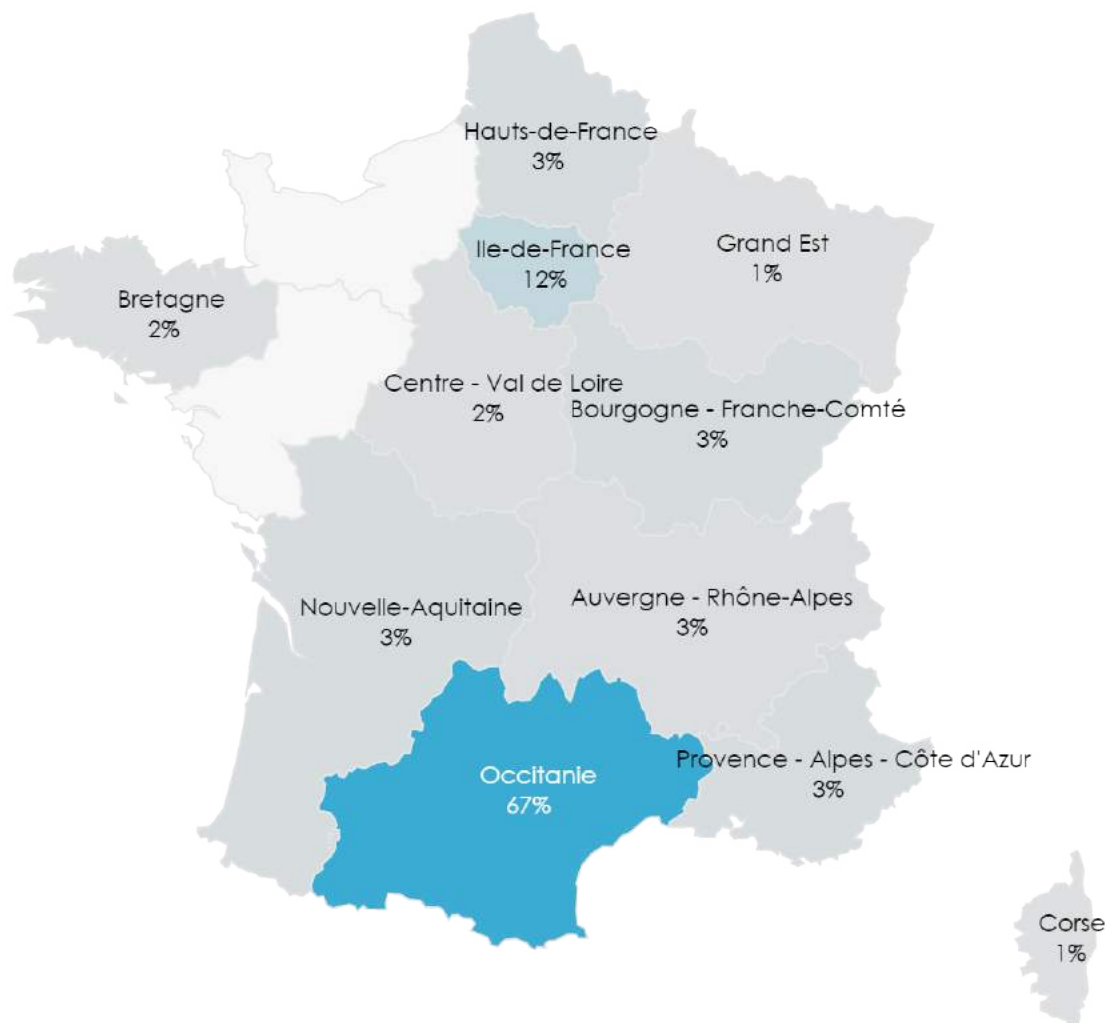 Hauts-de-France
3%
Ile-de-France
12%
Grand Est
1%
Bretagne
2%
Centre - Val de Loire
2%
Bourgogne - Franche-Comté
3%
Nouvelle-Aquitaine
3%
Auvergne - Rhône-Alpes
3%
Occitanie
67%
Provence - Alpes - Côte d'Azur
3%
Corse
1%